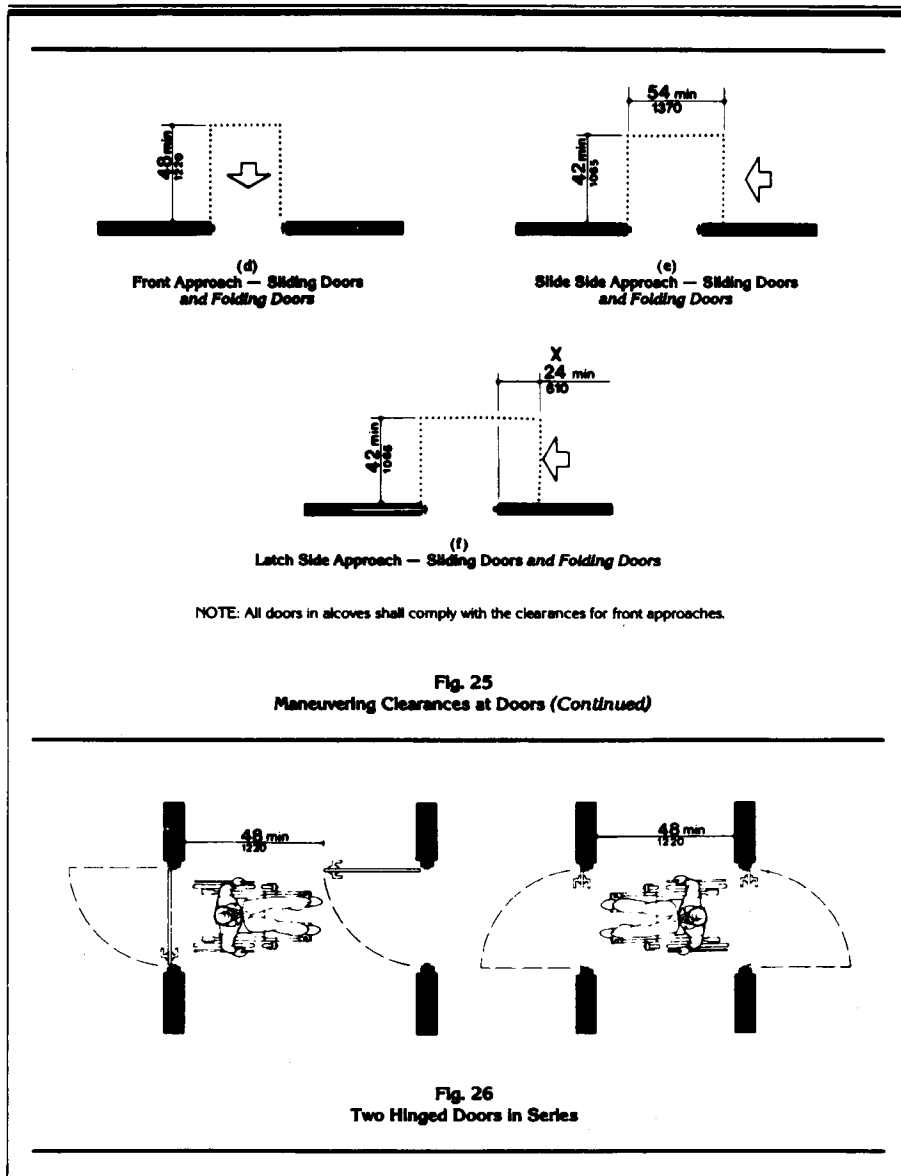 48 min
1220
(d)
Front Approach — Sliding Doors
and Folding Doors
54 min
1370
42 min
1065
(e)
Slide Side Approach — Sliding Doors
and Folding Doors
X
24 min
610
42 min
1065
(f)
Latch Side Approach — Sliding Doors and Folding Doors
NOTE: All doors in alcoves shall comply with the clearances for front approaches.
Fig. 25
Maneuvering Clearances at Doors (Continued)
48 min
1220
48 min
1220
Fig. 26
Two Hinged Doors in Series